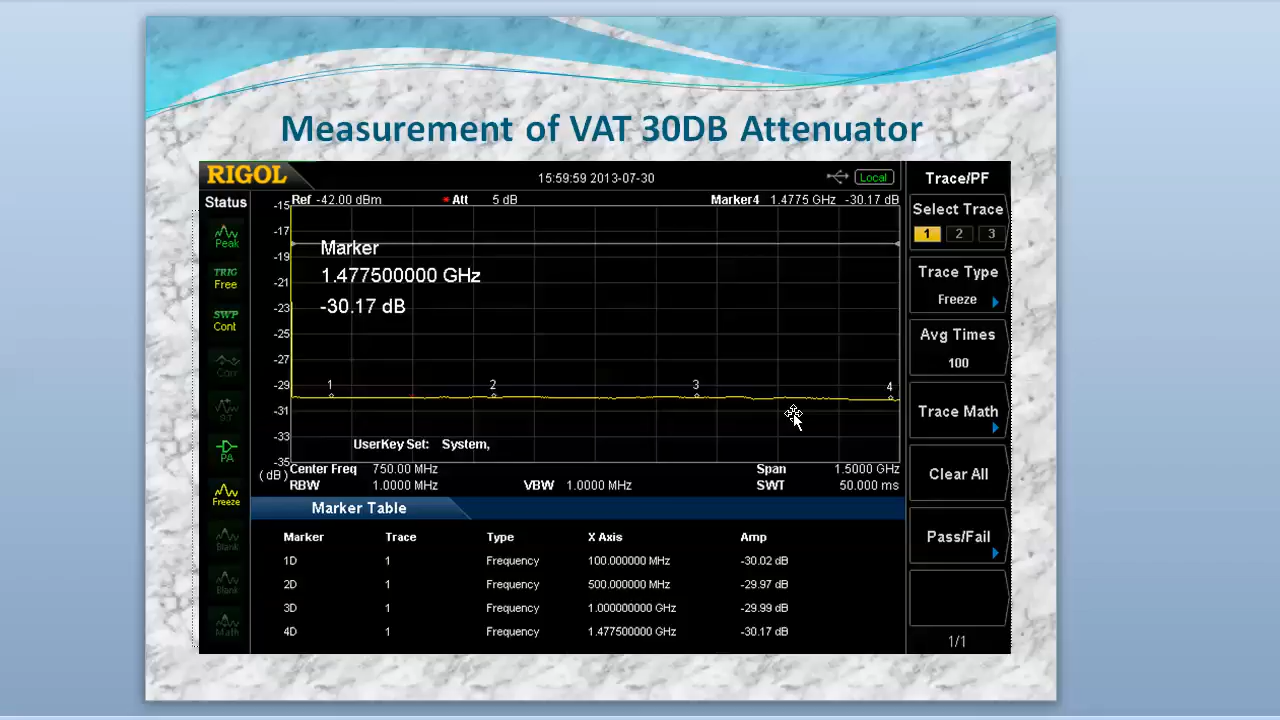 Measurement of VAT 30DB Attenuator
RIGOL
15:59:59 2013-07-30
Local
Trace/PF
Status
Ref -42.00 dBm
Att 5 dB
Marker4 1.4775 GHz -30.17 dB
Select Trace
1 2 3
-15
-17
-19
-21
-23
-25
-27
-29
-31
-33
-35
(dB)
Marker
1.477500000 GHz
-30.17 dB
1 2 3 4
UserKey Set: System,
Peak
TRIG
Free
SWP
Cont
Corr
PA
Freeze
Blank
Blank
Math
Trace Type
Freeze
Avg Times
100
Trace Math
Clear All
Pass/Fail
1/1
Center Freq 750.00 MHz
Span 1.5000 GHz
RBW 1.0000 MHz
VBW 1.0000 MHz
SWT 50.000 ms
Marker Table
Marker Trace Type X Axis Amp
1D 1 Frequency 100.000000 MHz -30.02 dB
2D 1 Frequency 500.000000 MHz -29.97 dB
3D 1 Frequency 1.000000000 GHz -29.99 dB
4D 1 Frequency 1.477500000 GHz -30.17 dB